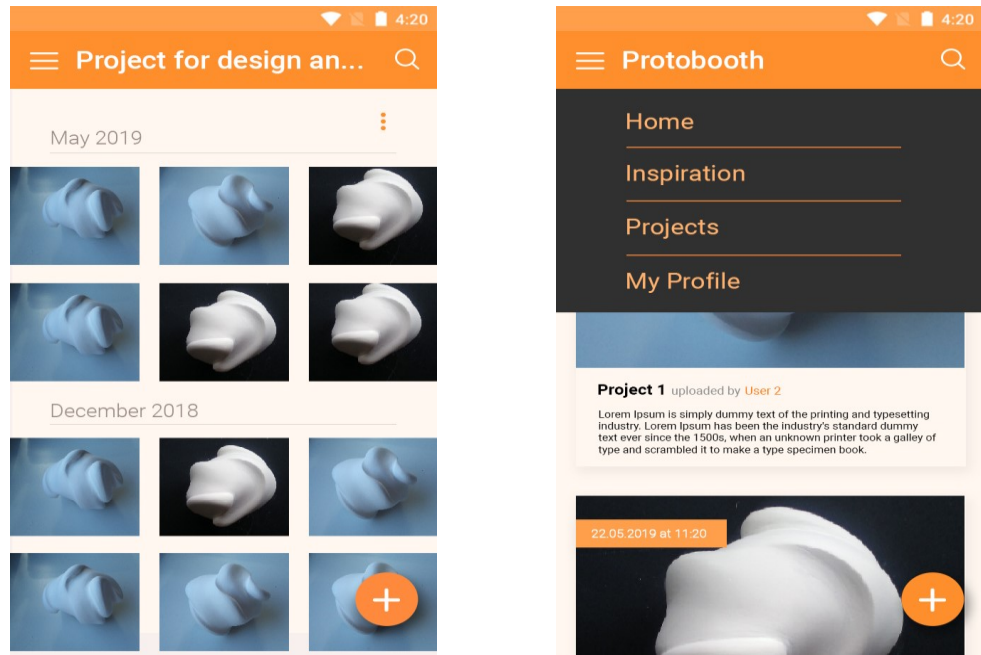 4:20
Project for design an...
May 2019
December 2018
4:20
Protobooth
Home
Inspiration
Projects
My Profile
Project 1 uploaded by User 2
Lorem Ipsum is simply dummy text of the printing and typesetting
industry. Lorem Ipsum has been the industry's standard dummy
text ever since the 1500s, when an unknown printer took a galley of
type and scrambled it to make a type specimen book.
22.05.2019 at 11:20